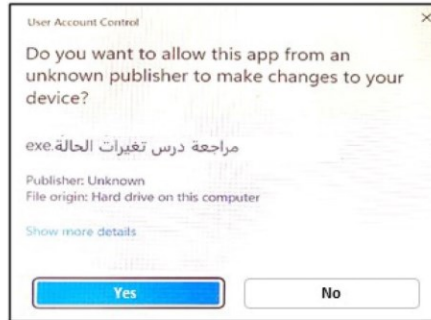 User Account Control
Do you want to allow this app from an
unknown publisher to make changes to your
device?
مراجعة درس تغيرات الحالة.exe
Publisher: Unknown
File origin: Hard drive on this computer
Show more details
Yes
No